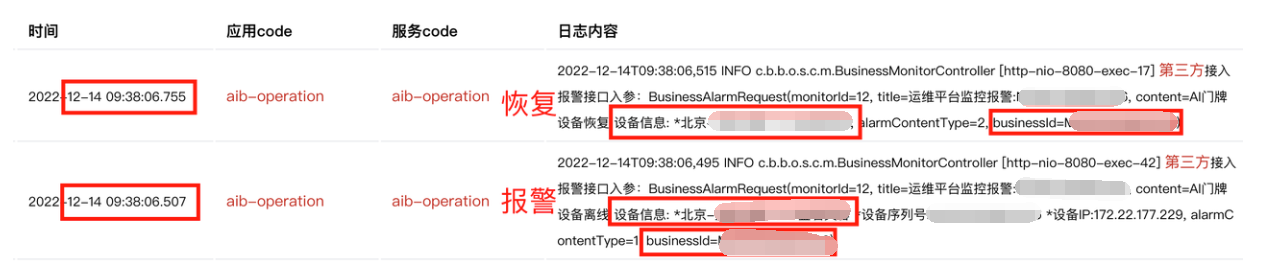 时间 应用code 服务code 日志内容
2022-12-14T09:38:06,515 INFO c.b.b.o.s.c.m.BusinessMonitorController [http-nio-8080-exec-17] 第三方接入
2022-12-14 09:38:06.755 aib-operation aib-operation 恢复 报警接口入参：BusinessAlarmRequest(monitorId=12, title=运维平台监控报警: , content=AI门牌
设备恢复 设备信息: *北京- , alarmContentType=2, businessId=M )
2022-12-14T09:38:06,495 INFO c.b.b.o.s.c.m.BusinessMonitorController [http-nio-8080-exec-42] 第三方接入
2022-12-14 09:38:06.507 aib-operation aib-operation 报警 报警接口入参：BusinessAlarmRequest(monitorId=12, title=运维平台监控报警: , content=AI门牌
设备离线 设备信息: *北京- *设备序列号 *设备IP:172.22.177.229, alarmC
ontentType=1 businessId=